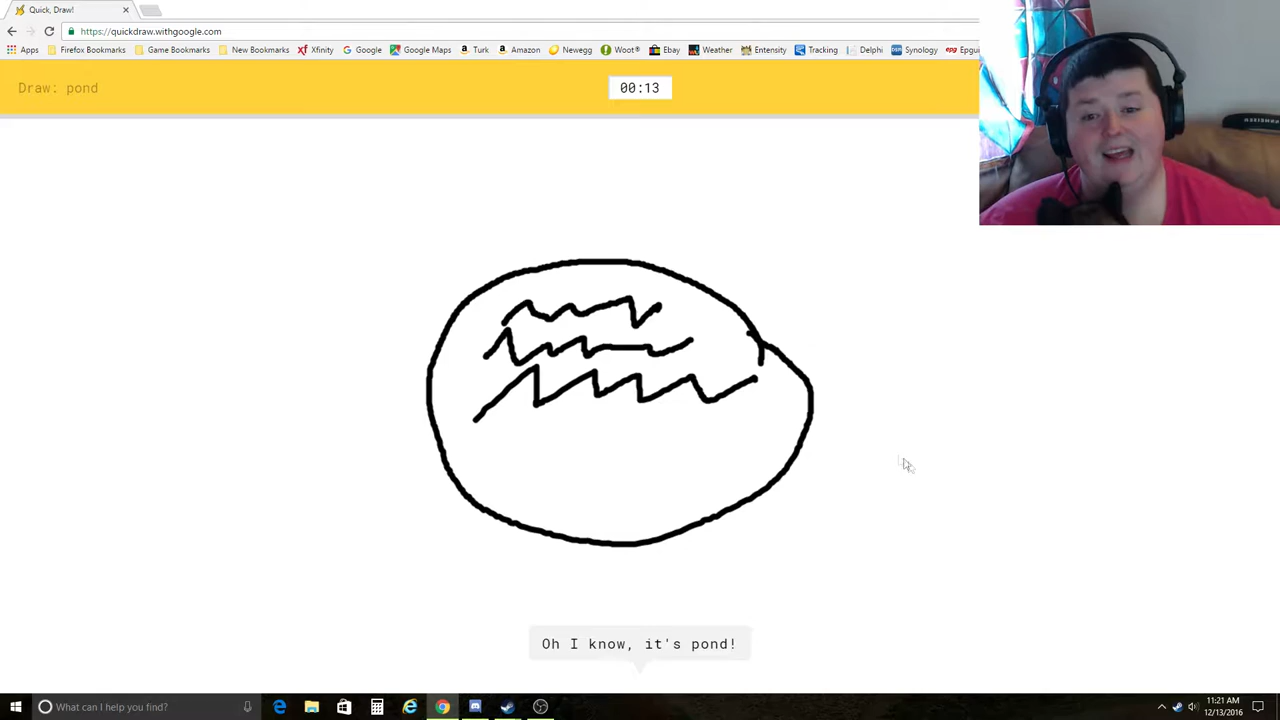 Quick, Draw!
https://quickdraw.withgoogle.com
Apps Firefox Bookmarks Game Bookmarks New Bookmarks Xfinity Google Google Maps Turk Amazon Newegg Woot® Ebay Weather Entensity Tracking Delphi Synology Epgui
Draw: pond 00:13
Oh I know, it's pond!
What can I help you find?
11:21 AM
12/13/2016